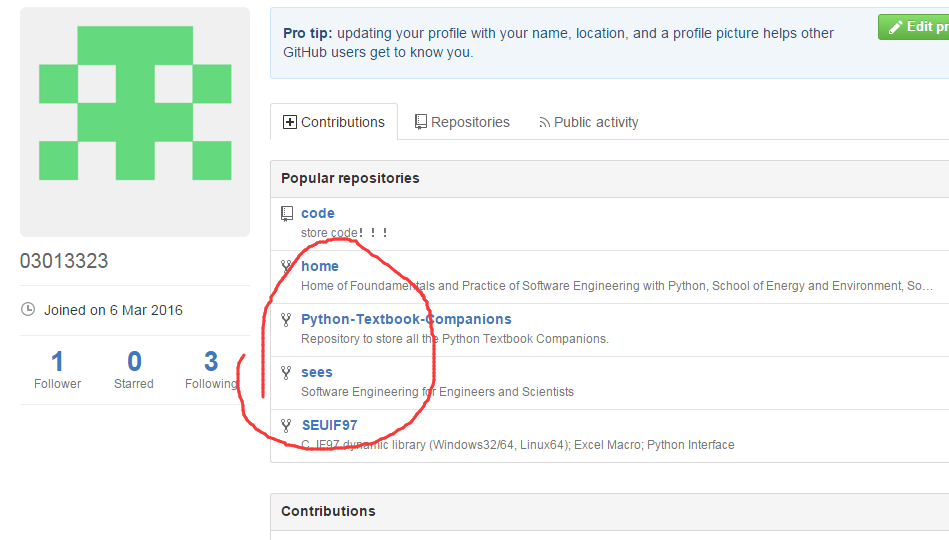 Pro tip: updating your profile with your name, location, and a profile picture helps other
GitHub users get to know you.
Edit pr
Contributions
Repositories
Public activity
Popular repositories
code
store code！！！
home
Home of Foundamentals and Practice of Software Engineering with Python, School of Energy and Environment, So…
Python-Textbook-Companions
Repository to store all the Python Textbook Companions.
sees
Software Engineering for Engineers and Scientists
SEUIF97
C, IF97 dynamic library (Windows32/64, Linux64); Excel Macro; Python Interface
Contributions
03013323
Joined on 6 Mar 2016
1 0 3
Follower Starred Following